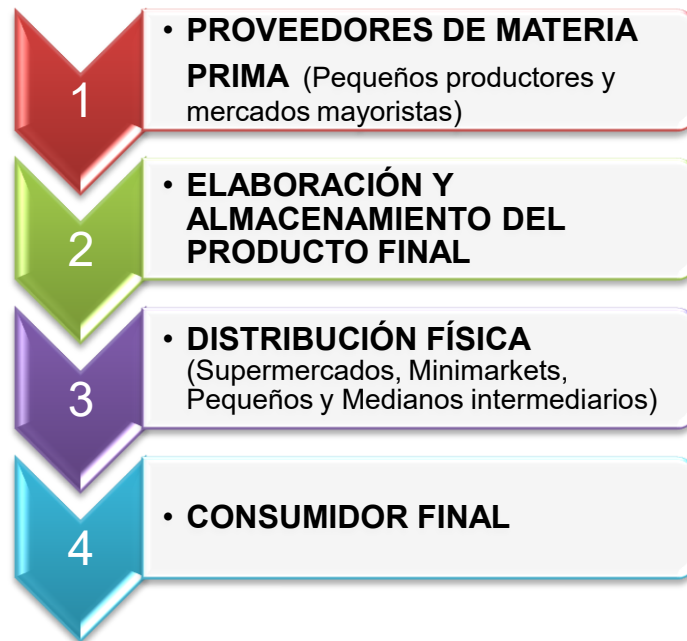 1
• PROVEEDORES DE MATERIA
PRIMA (Pequeños productores y
mercados mayoristas)
2
• ELABORACIÓN Y
ALMACENAMIENTO DEL
PRODUCTO FINAL
3
• DISTRIBUCIÓN FÍSICA
(Supermercados, Minimarkets,
Pequeños y Medianos intermediarios)
4
• CONSUMIDOR FINAL